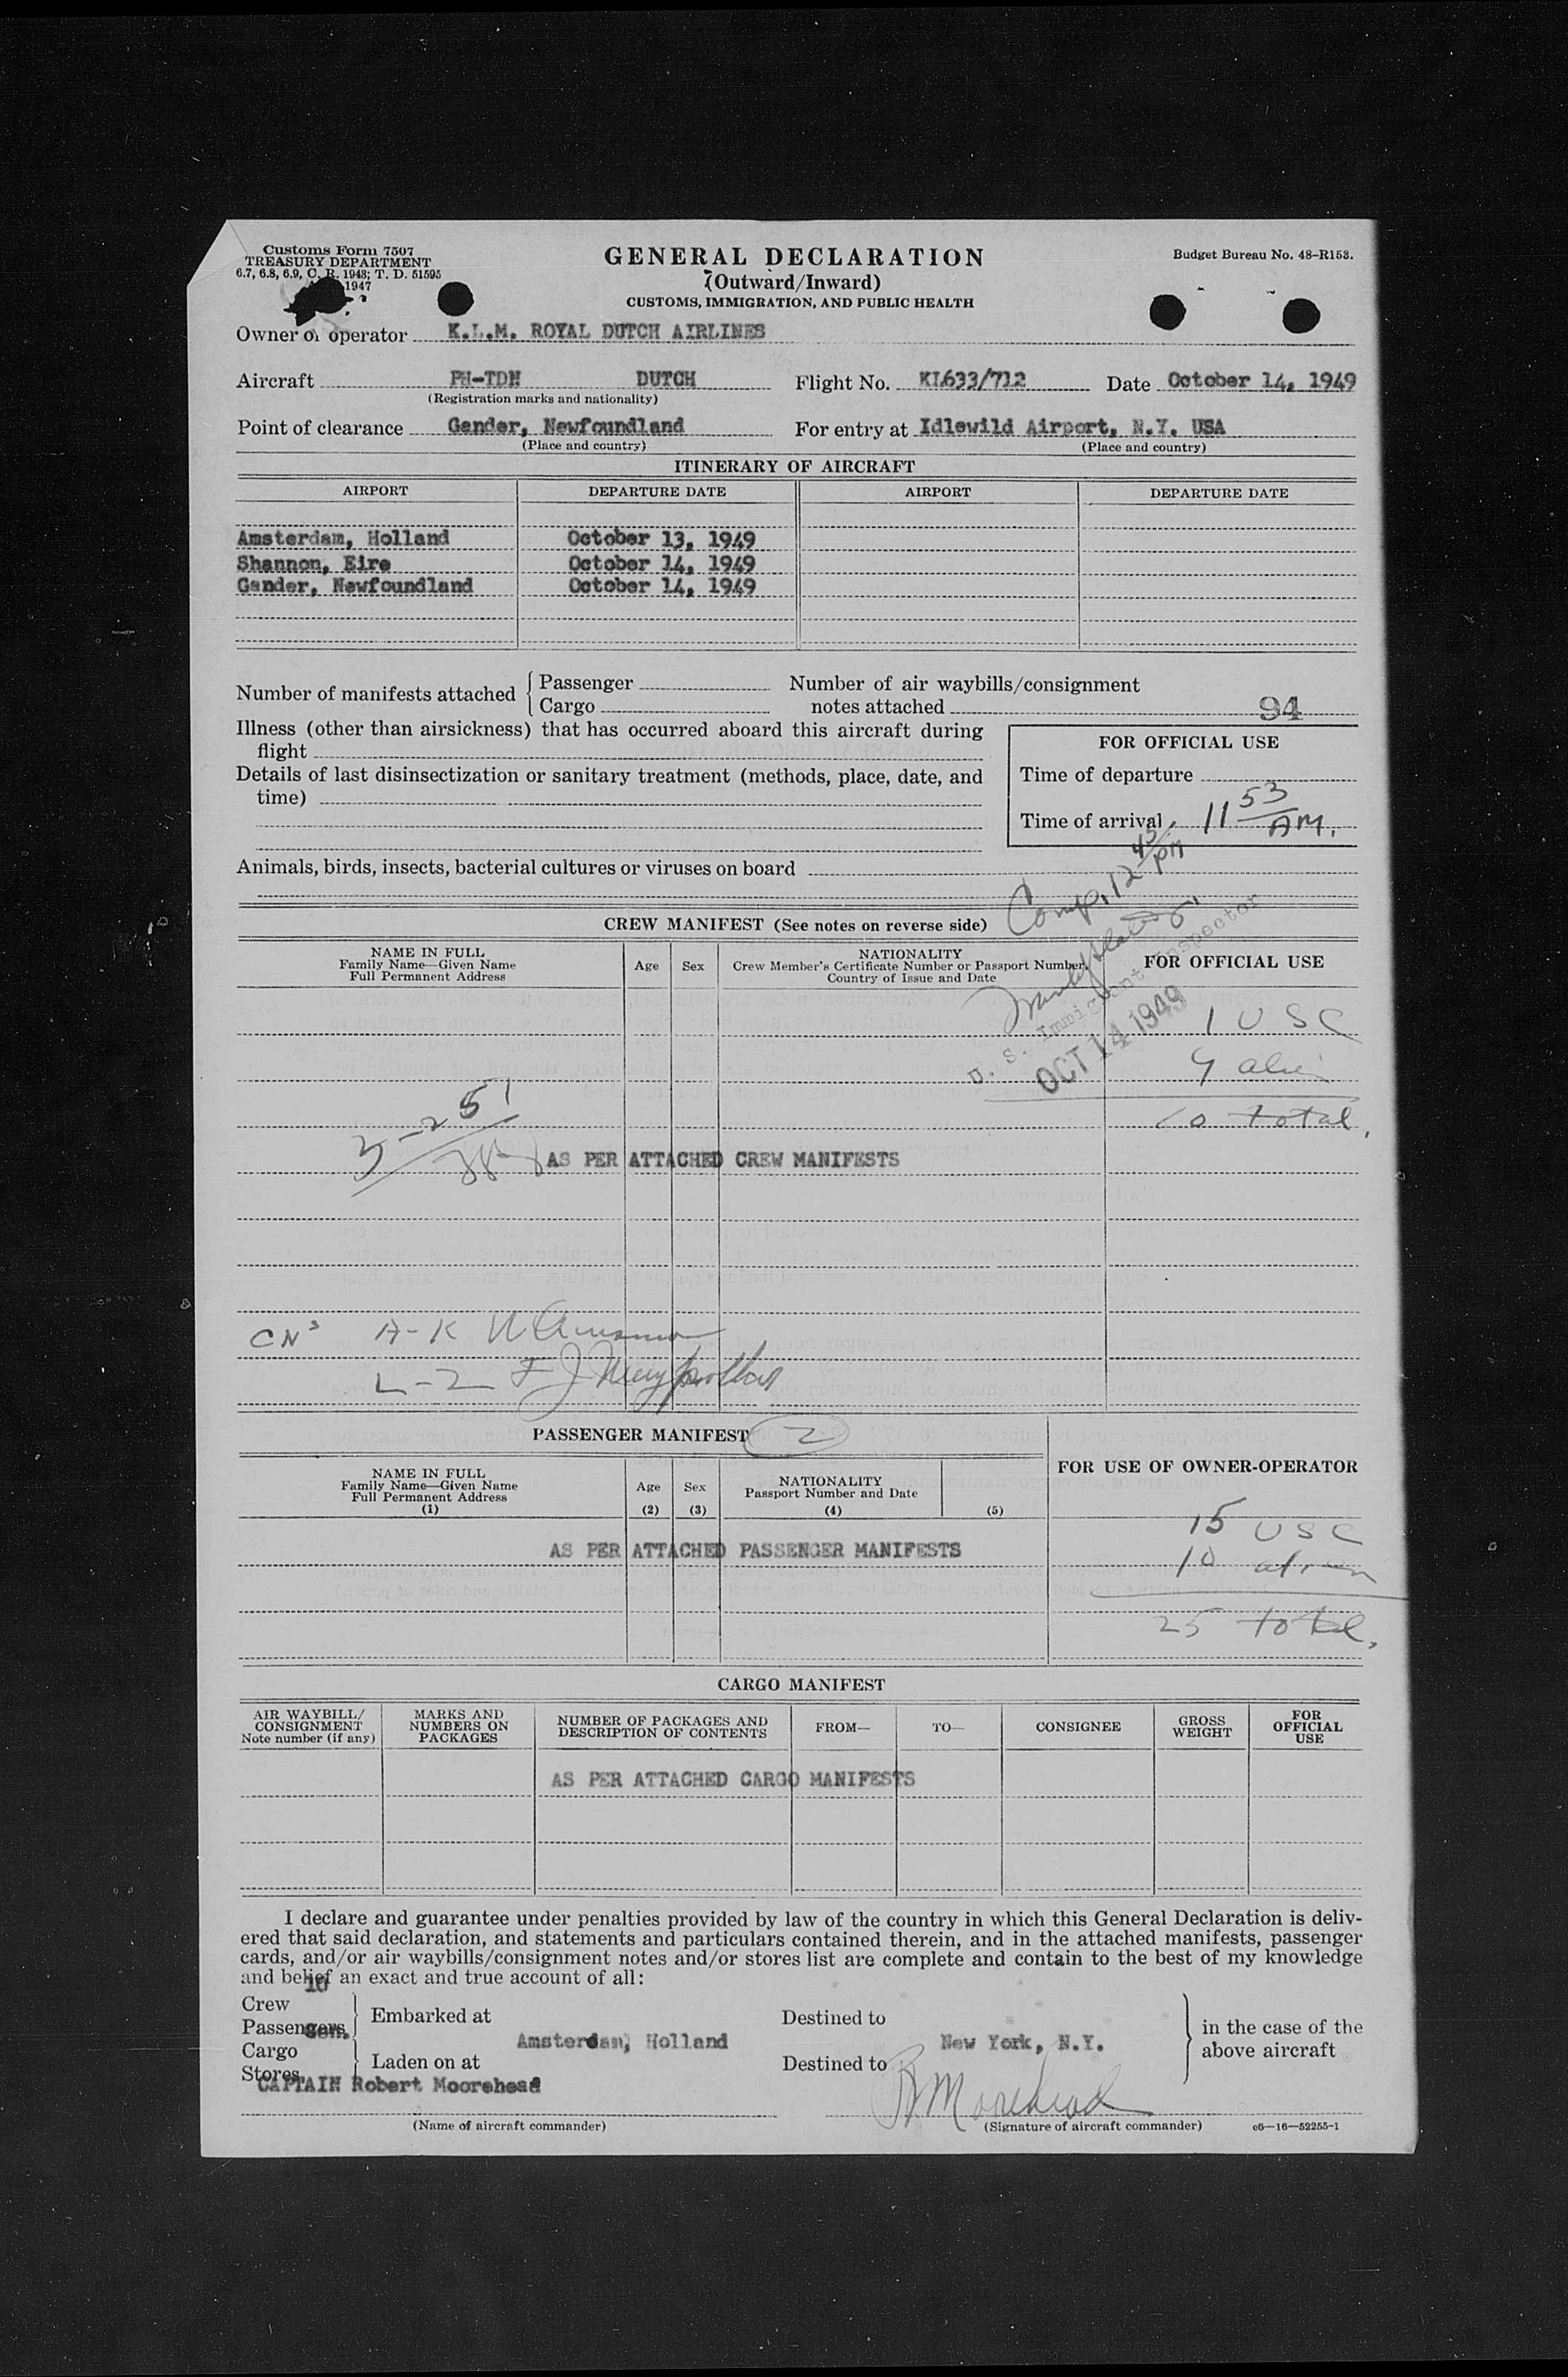 Customs Form 7507
TREASURY DEPARTMENT
6.7, 6.8, 6.9, C. R. 1943; T. D. 51595
1947
GENERAL DECLARATION
(Outward/Inward)
CUSTOMS, IMMIGRATION, AND PUBLIC HEALTH
Budget Bureau No. 48-R153.
Owner or operator K.L.M. ROYAL DUTCH AIRLINES
Aircraft PH-TDN DUTCH Flight No. KL633/712 Date October 14, 1949
(Registration marks and nationality)
Point of clearance Gander, Newfoundland For entry at Idlewild Airport, N.Y. USA
(Place and country) (Place and country)
ITINERARY OF AIRCRAFT
AIRPORT DEPARTURE DATE AIRPORT DEPARTURE DATE
Amsterdam, Holland October 13, 1949
Shannon, Eire October 14, 1949
Gander, Newfoundland October 14, 1949
Number of manifests attached { Passenger
Cargo
Number of air waybills/consignment
notes attached
94
Illness (other than airsickness) that has occurred aboard this aircraft during
flight
Details of last disinsectization or sanitary treatment (methods, place, date, and
time)
FOR OFFICIAL USE
Time of departure
Time of arrival 11 53 AM.
Animals, birds, insects, bacterial cultures or viruses on board
Comp. 12 45 pm
U. S. Immigrant Inspector
OCT 14 1949
CREW MANIFEST (See notes on reverse side)
NAME IN FULL
Family Name—Given Name
Full Permanent Address
Age Sex
NATIONALITY
Crew Member's Certificate Number or Passport Number,
Country of Issue and Date
FOR OFFICIAL USE
1 USC
9 alien
10 total.
AS PER ATTACHED CREW MANIFESTS
A-K
L-Z F J
PASSENGER MANIFEST 2
NAME IN FULL
Family Name—Given Name
Full Permanent Address
(1)
Age
(2)
Sex
(3)
NATIONALITY
Passport Number and Date
(4)
(5)
FOR USE OF OWNER-OPERATOR
AS PER ATTACHED PASSENGER MANIFESTS
15 USC
10 alien
25 total.
CARGO MANIFEST
AIR WAYBILL/
CONSIGNMENT
Note number (if any)
MARKS AND
NUMBERS ON
PACKAGES
NUMBER OF PACKAGES AND
DESCRIPTION OF CONTENTS
FROM—
TO—
CONSIGNEE
GROSS
WEIGHT
FOR
OFFICIAL
USE
AS PER ATTACHED CARGO MANIFESTS
I declare and guarantee under penalties provided by law of the country in which this General Declaration is deliv-
ered that said declaration, and statements and particulars contained therein, and in the attached manifests, passenger
cards, and/or air waybills/consignment notes and/or stores list are complete and contain to the best of my knowledge
and belief an exact and true account of all:
10
Crew
Passengers
Embarked at
Destined to
Cargo
Stores
Laden on at
Amsterdam, Holland
Destined to
New York, N.Y.
in the case of the
above aircraft
CAPTAIN Robert Moorehead
R Moorehead
(Name of aircraft commander) (Signature of aircraft commander) c6—16—52255-1